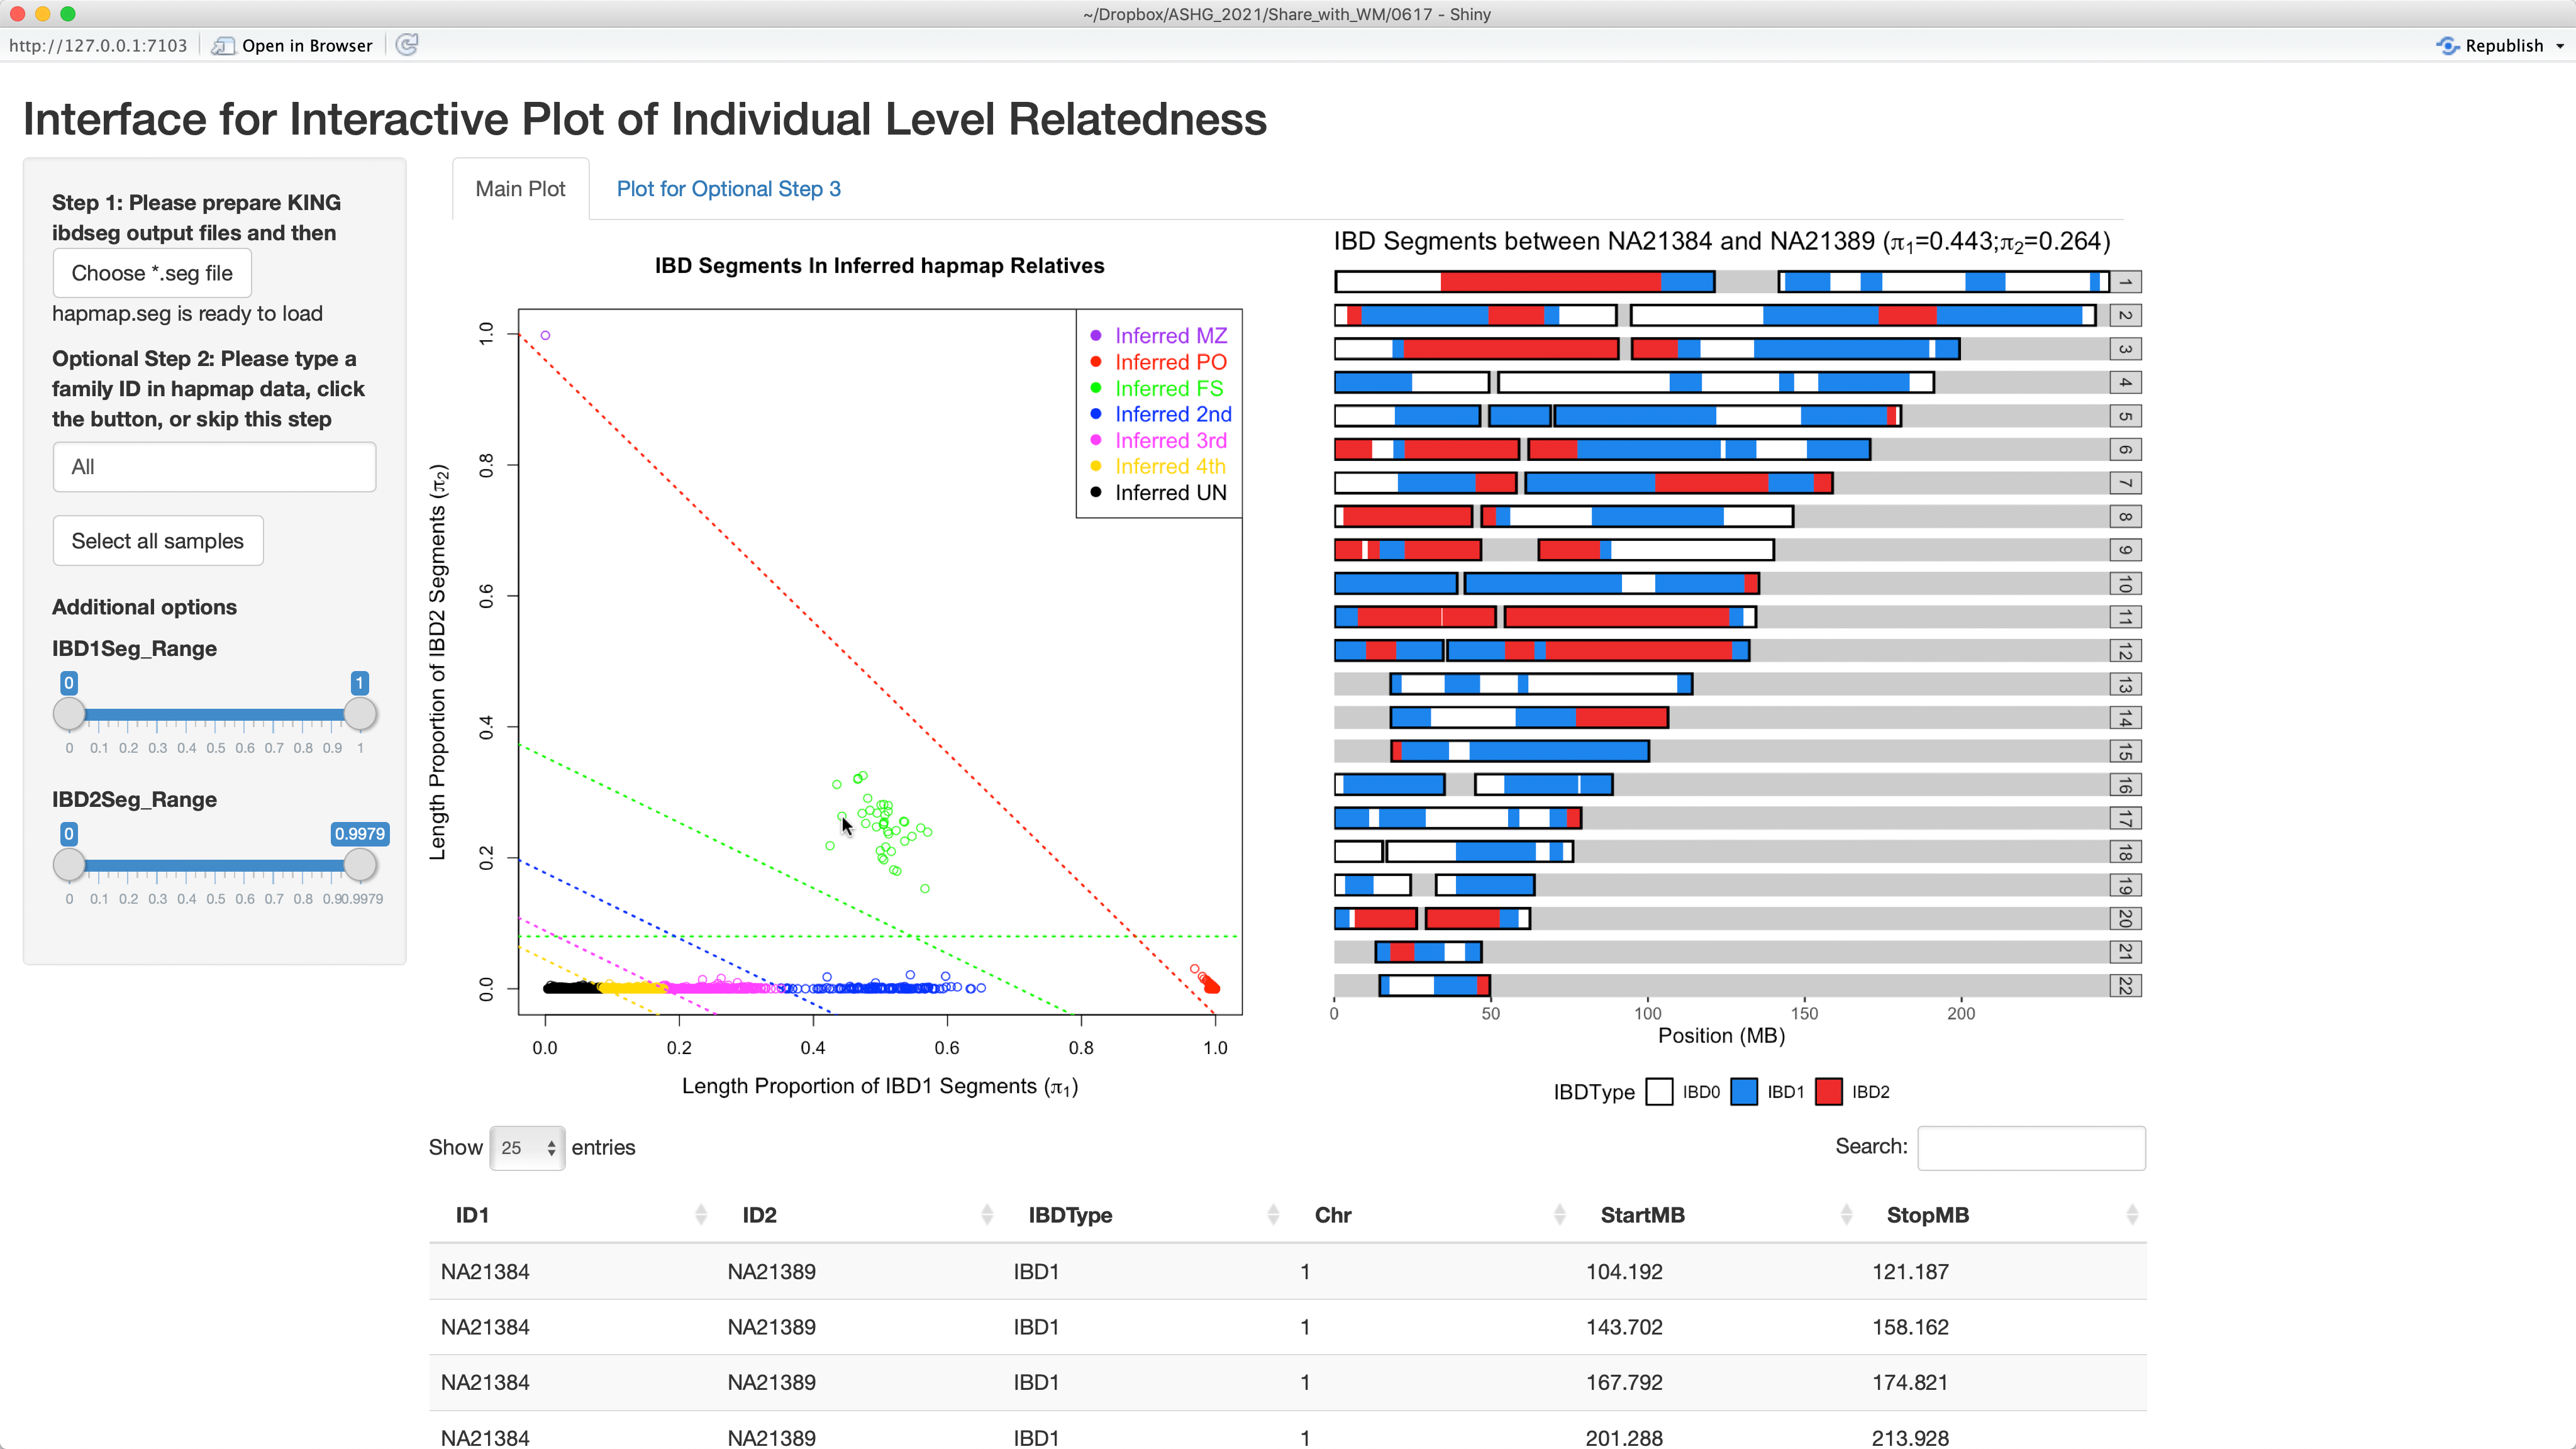 ~/Dropbox/ASHG_2021/Share_with_WM/0617 - Shiny
http://127.0.0.1:7103
Open in Browser
Republish
Interface for Interactive Plot of Individual Level Relatedness
Step 1: Please prepare KING
ibdseg output files and then
Choose *.seg file
hapmap.seg is ready to load
Optional Step 2: Please type a
family ID in hapmap data, click
the button, or skip this step
All
Select all samples
Additional options
IBD1Seg_Range
0 1
0 0.1 0.2 0.3 0.4 0.5 0.6 0.7 0.8 0.9 1
IBD2Seg_Range
0 0.9979
0 0.1 0.2 0.3 0.4 0.5 0.6 0.7 0.8 0.90.9979
Main Plot
Plot for Optional Step 3
IBD Segments In Inferred hapmap Relatives
Inferred MZ
Inferred PO
Inferred FS
Inferred 2nd
Inferred 3rd
Inferred 4th
Inferred UN
Length Proportion of IBD2 Segments (π2)
1.0
0.8
0.6
0.4
0.2
0.0
0.0 0.2 0.4 0.6 0.8 1.0
Length Proportion of IBD1 Segments (π1)
IBD Segments between NA21384 and NA21389 (π1=0.443;π2=0.264)
1
2
3
4
5
6
7
8
9
10
11
12
13
14
15
16
17
18
19
20
21
22
0 50 100 150 200
Position (MB)
IBDType IBD0 IBD1 IBD2
Show 25 entries
Search:
ID1 ID2 IBDType Chr StartMB StopMB
NA21384 NA21389 IBD1 1 104.192 121.187
NA21384 NA21389 IBD1 1 143.702 158.162
NA21384 NA21389 IBD1 1 167.792 174.821
NA21384 NA21389 IBD1 1 201.288 213.928